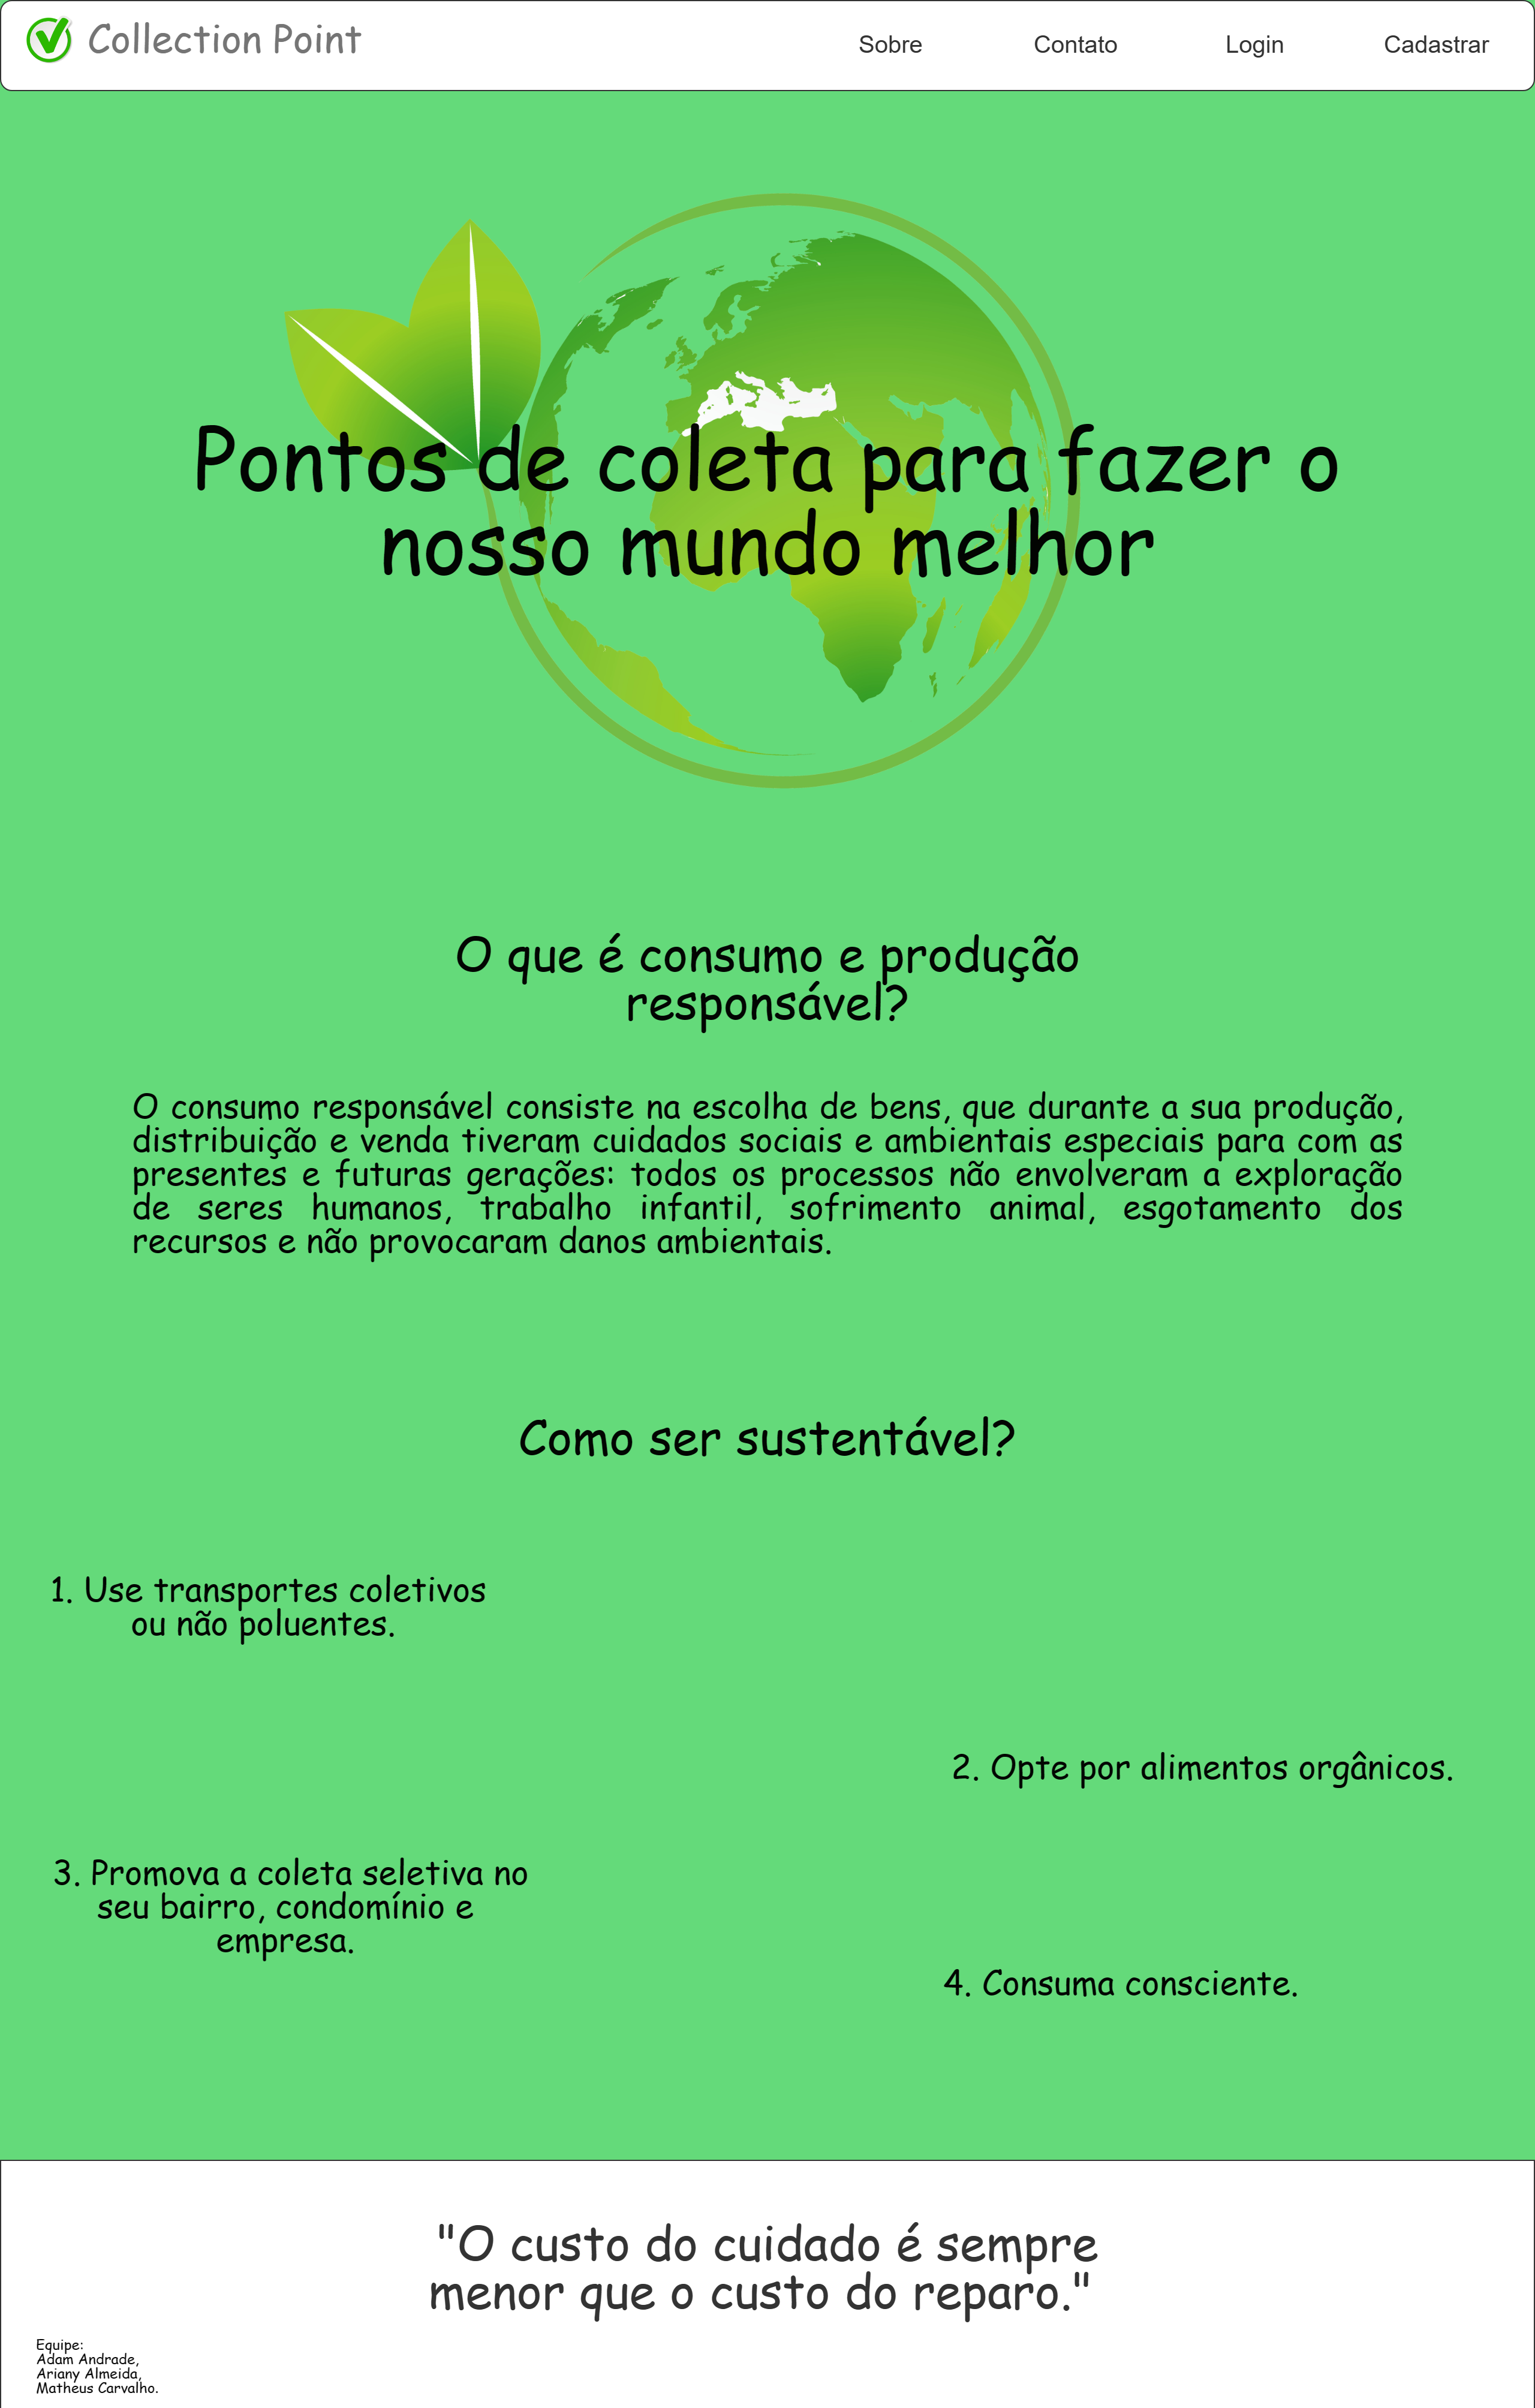 Collection Point
Sobre
Contato
Login
Cadastrar
Pontos de coleta para fazer o
nosso mundo melhor
O que é consumo e produção
responsável?
O consumo responsável consiste na escolha de bens, que durante a sua produção,
distribuição e venda tiveram cuidados sociais e ambientais especiais para com as
presentes e futuras gerações: todos os processos não envolveram a exploração
de seres humanos, trabalho infantil, sofrimento animal, esgotamento dos
recursos e não provocaram danos ambientais.
Como ser sustentável?
1. Use transportes coletivos
ou não poluentes.
2. Opte por alimentos orgânicos.
3. Promova a coleta seletiva no
seu bairro, condomínio e
empresa.
4. Consuma consciente.
"O custo do cuidado é sempre
menor que o custo do reparo."
Equipe:
Adam Andrade,
Ariany Almeida,
Matheus Carvalho.